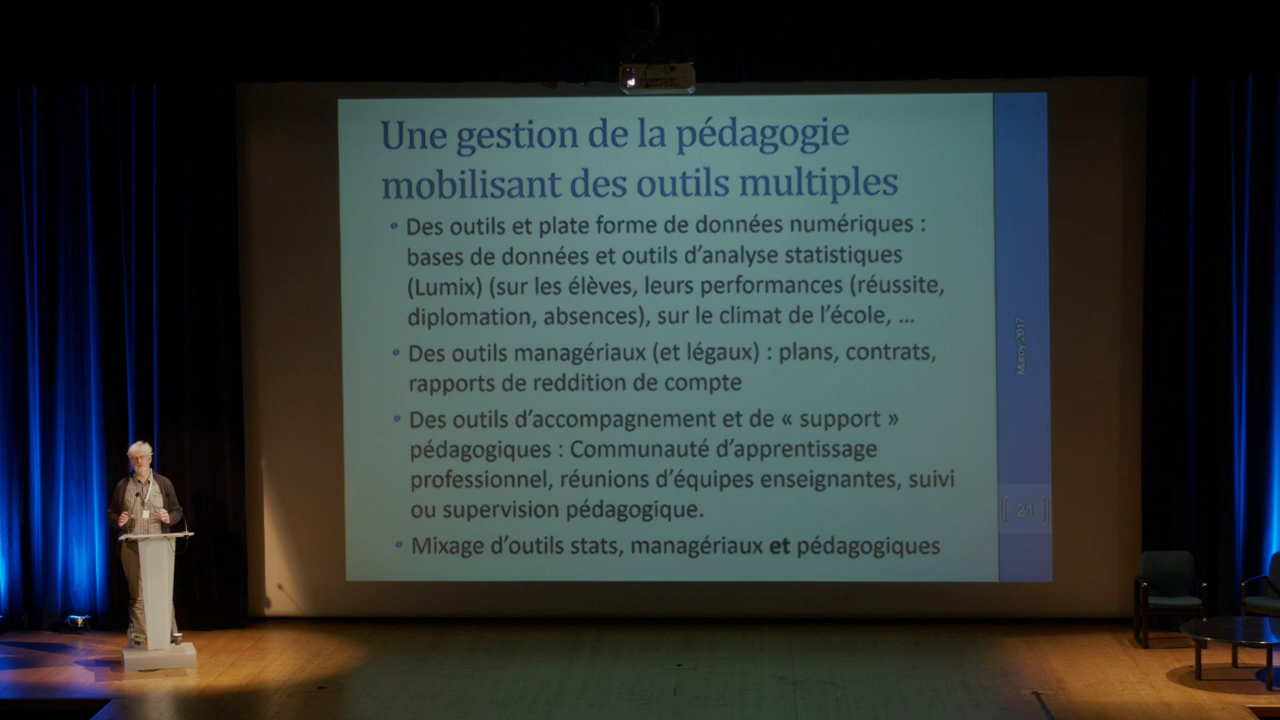 Une gestion de la pédagogie
mobilisant des outils multiples
• Des outils et plate forme de données numériques :
bases de données et outils d'analyse statistiques
(Lumix) (sur les élèves, leurs performances (réussite,
diplomation, absences), sur le climat de l'école, ...
• Des outils managériaux (et légaux) : plans, contrats,
rapports de reddition de compte
• Des outils d'accompagnement et de « support »
pédagogiques : Communauté d'apprentissage
professionnel, réunions d'équipes enseignantes, suivi
ou supervision pédagogique.
• Mixage d'outils stats, managériaux et pédagogiques
Maroy 2017
21